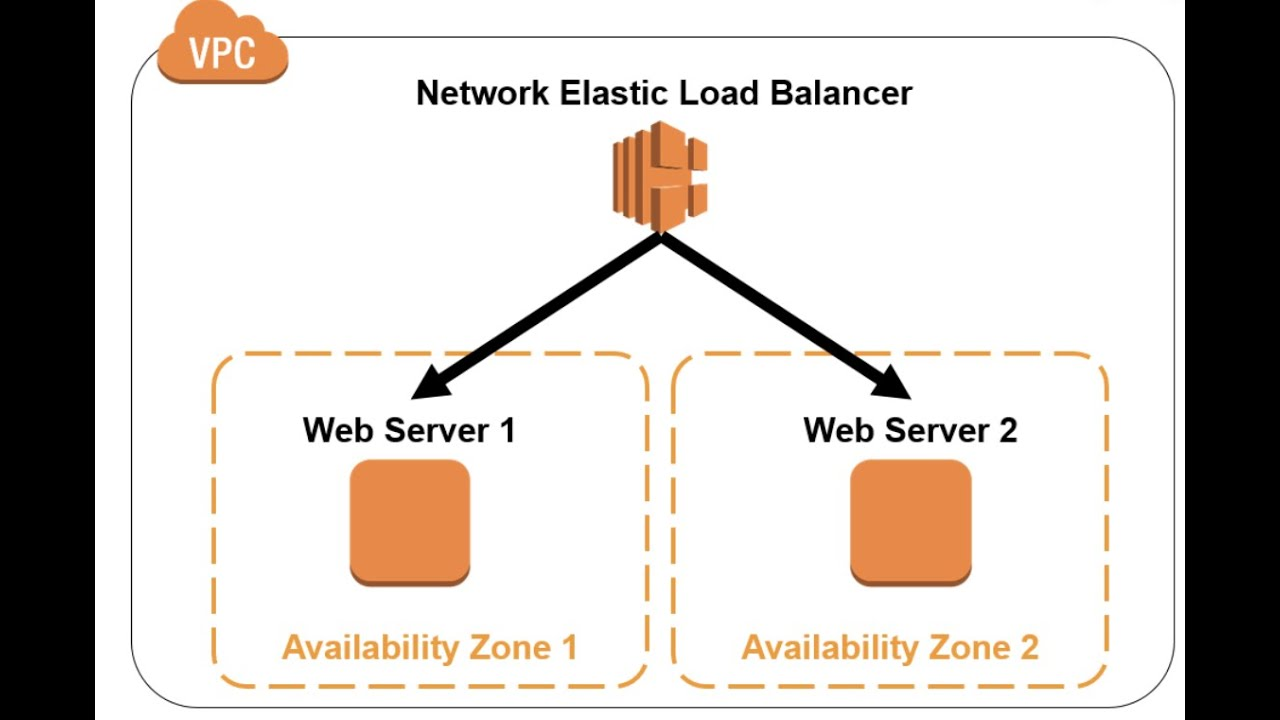 VPC
Network Elastic Load Balancer
Web Server 1
Web Server 2
Availability Zone 1
Availability Zone 2